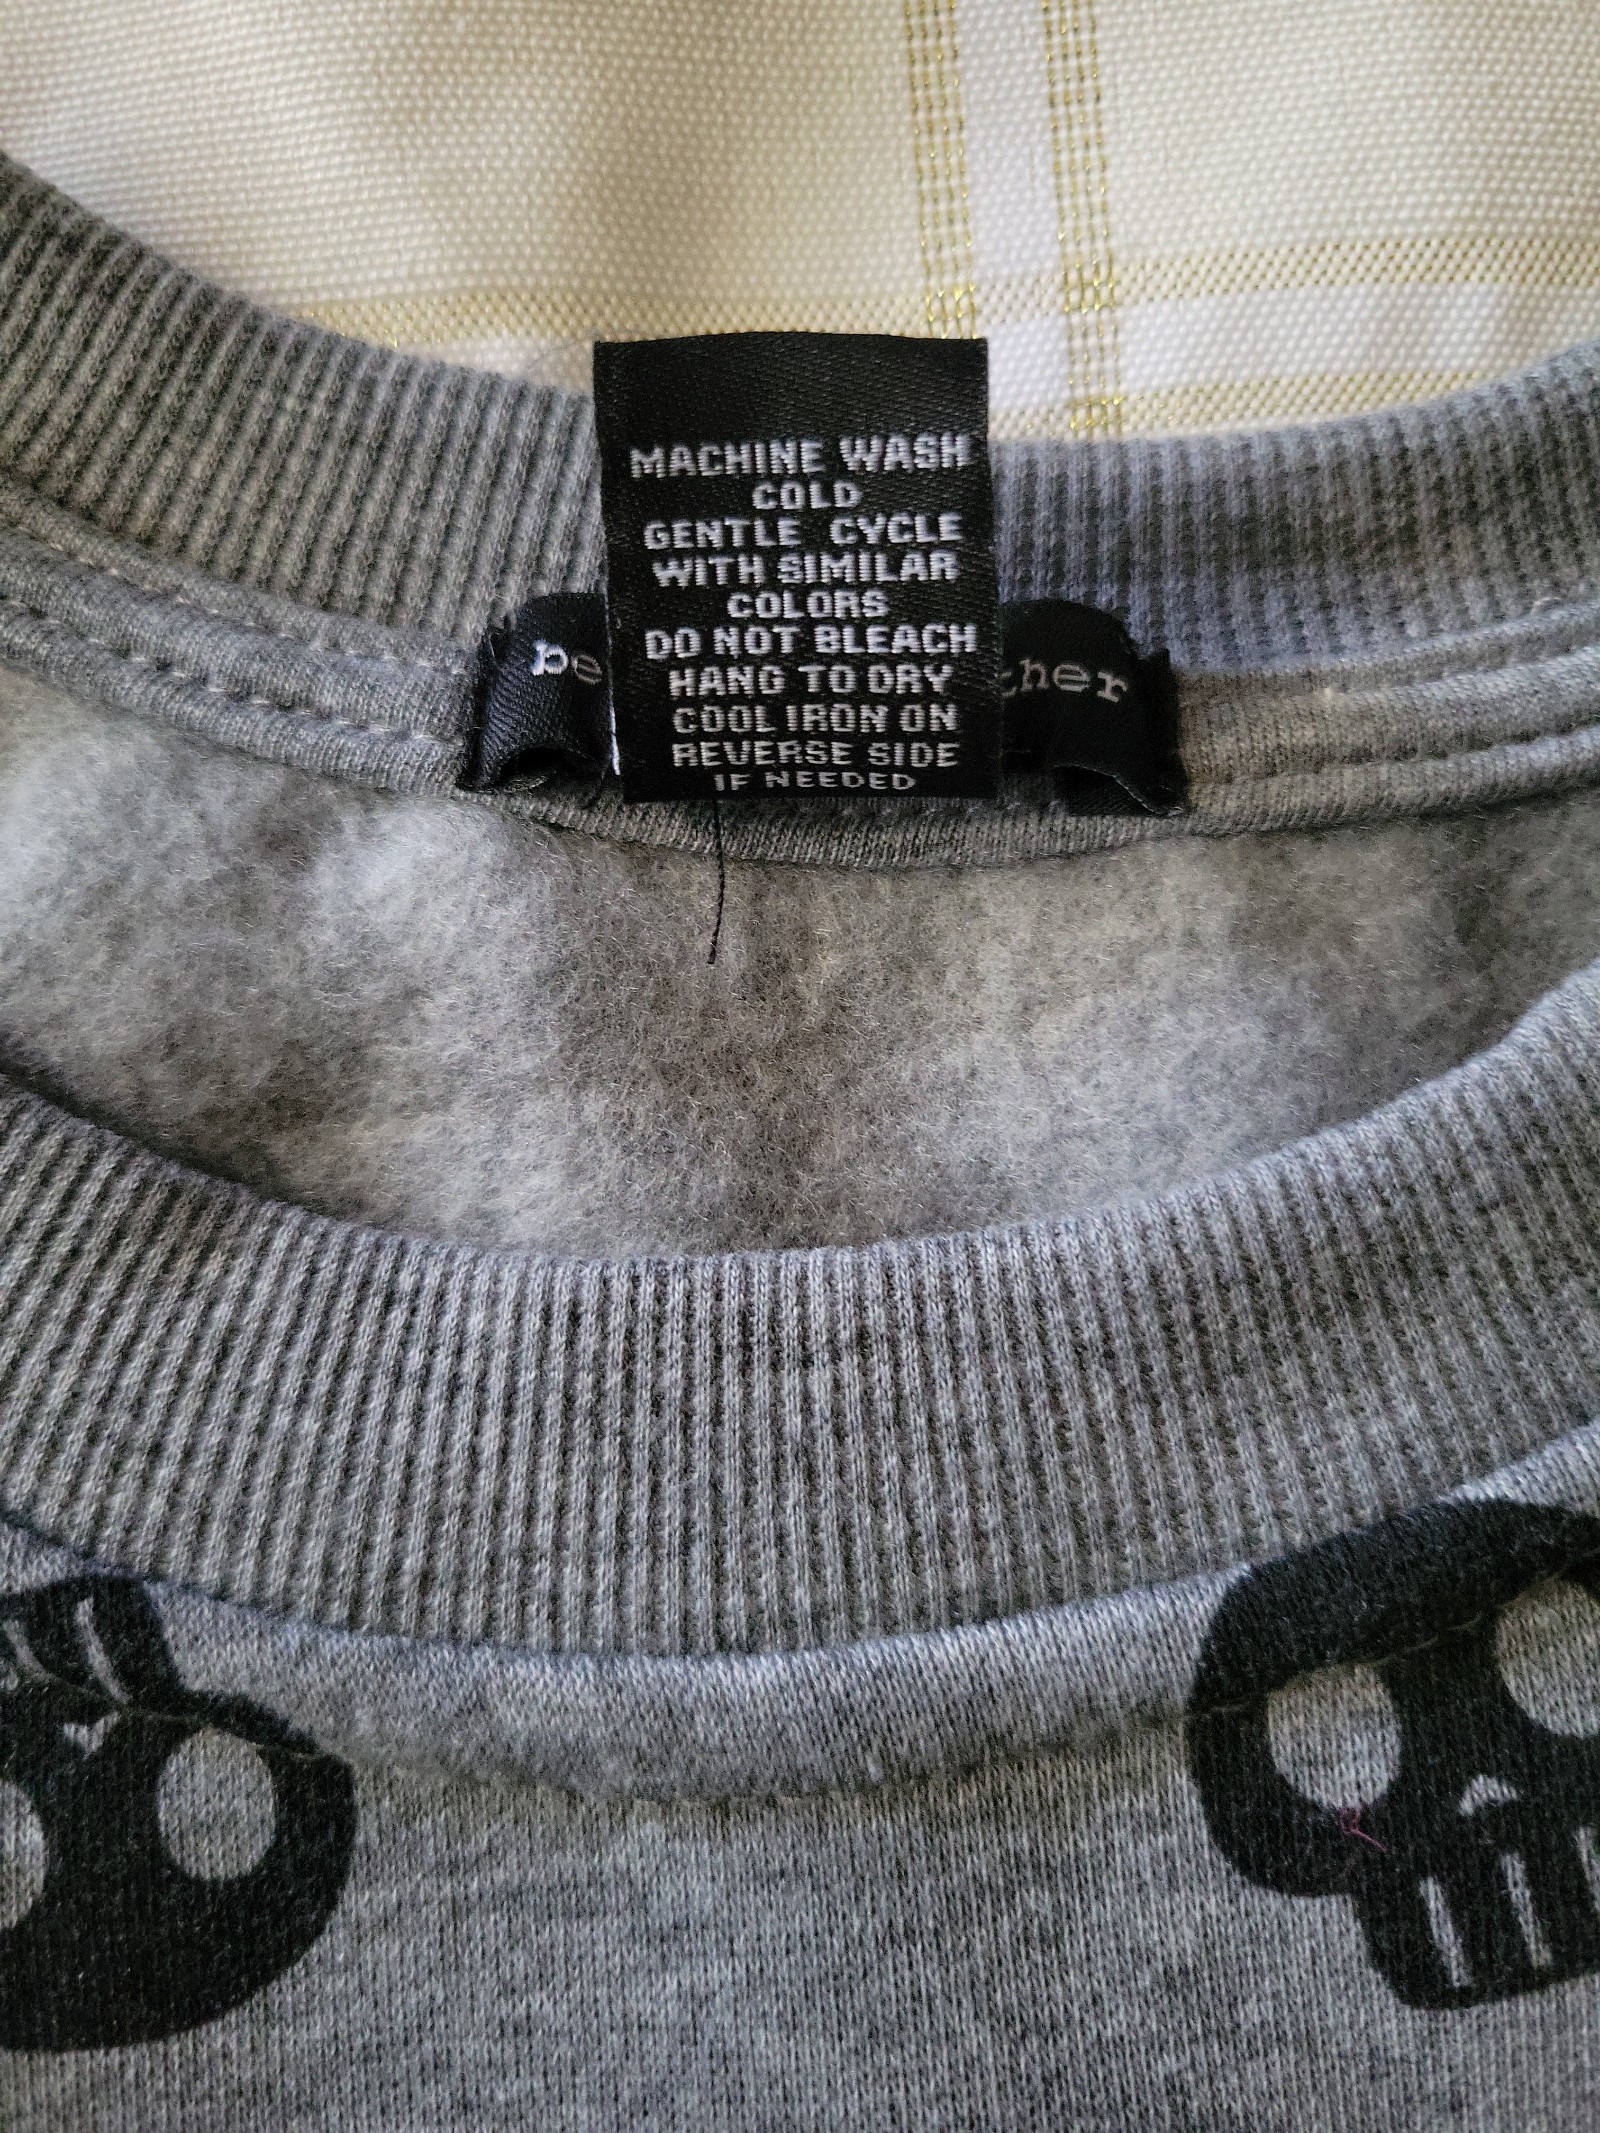 MACHINE WASH
COLD
GENTLE CYCLE
WITH SIMILAR
COLORS
DO NOT BLEACH
HANG TO DRY
COOL IRON ON
REVERSE SIDE
IF NEEDED